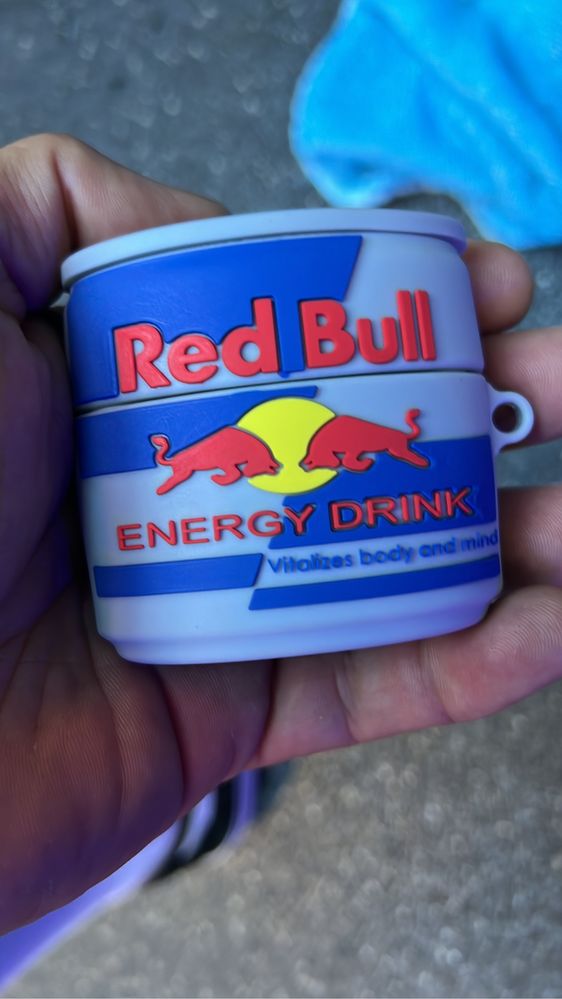 Red Bull
ENERGY DRINK
Vitalizes body and mind